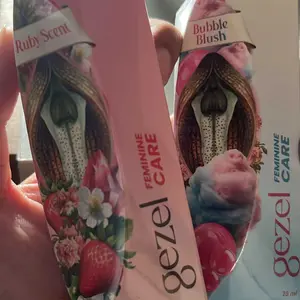 Ruby Scent
gezel
FEMININE
CARE
Bubble
Blush
gezel
FEMININE
CARE